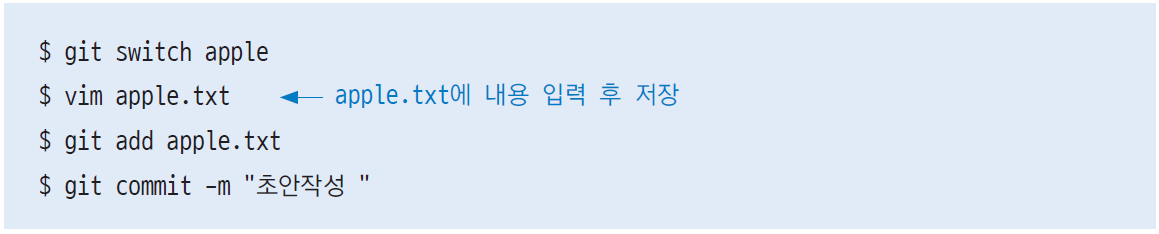 $ git switch apple
$ vim apple.txt apple.txt에 내용 입력 후 저장
$ git add apple.txt
$ git commit -m "초안작성 "